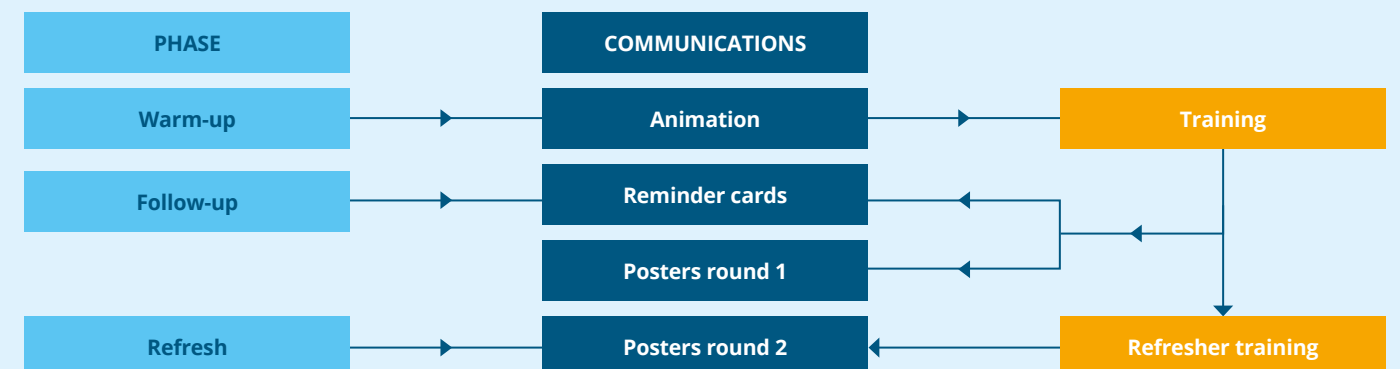 PHASE
COMMUNICATIONS
Warm-up
Animation
Training
Follow-up
Reminder cards
Posters round 1
Refresh
Posters round 2
Refresher training